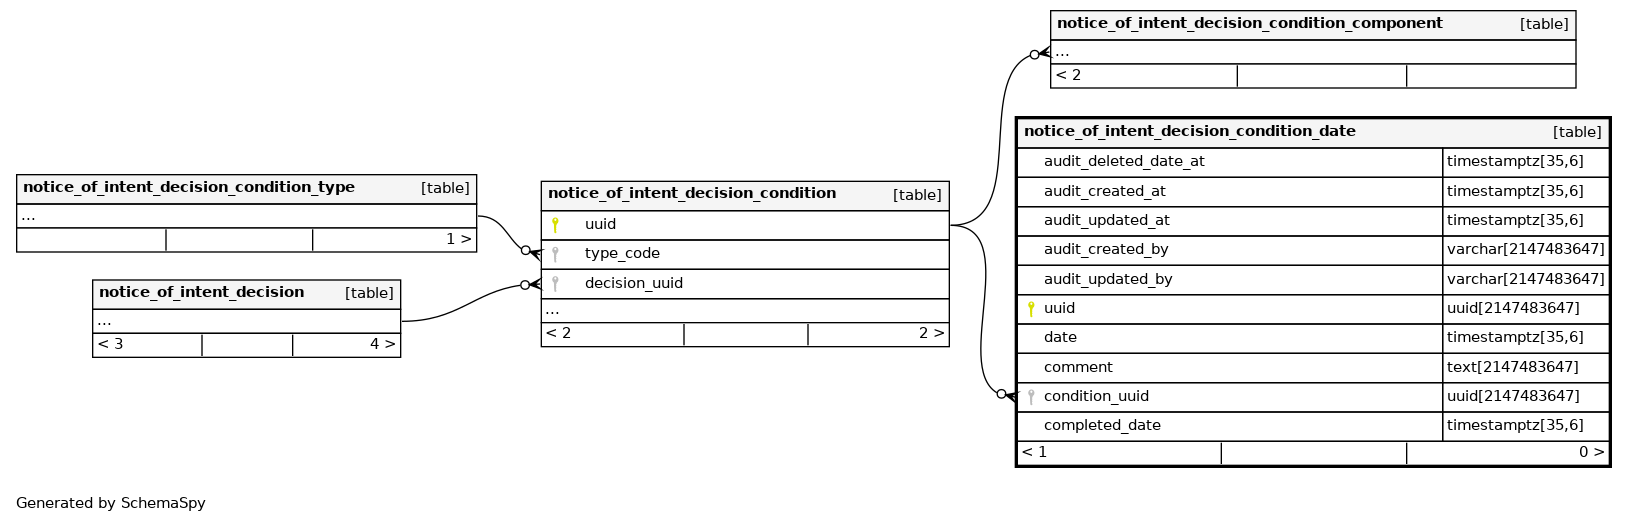 notice_of_intent_decision_condition_component [table]
...
< 2
notice_of_intent_decision_condition_date [table]
audit_deleted_date_at timestamptz[35,6]
audit_created_at timestamptz[35,6]
audit_updated_at timestamptz[35,6]
audit_created_by varchar[2147483647]
audit_updated_by varchar[2147483647]
uuid uuid[2147483647]
date timestamptz[35,6]
comment text[2147483647]
condition_uuid uuid[2147483647]
completed_date timestamptz[35,6]
< 1 0 >
notice_of_intent_decision_condition_type [table]
...
1 >
notice_of_intent_decision_condition [table]
uuid
type_code
decision_uuid
...
< 2 2 >
notice_of_intent_decision [table]
...
< 3 4 >
Generated by SchemaSpy